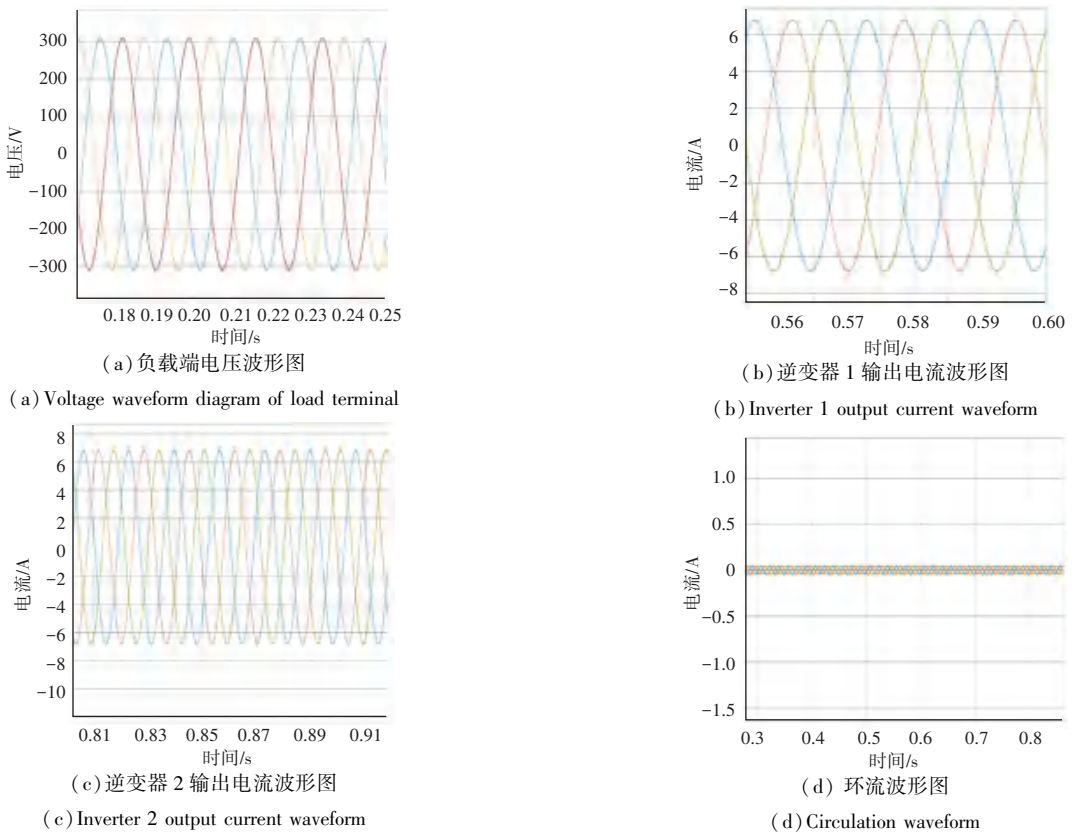 300
200
100
0
-100
-200
-300
电压/V
0.18 0.19 0.20 0.21 0.22 0.23 0.24 0.25
时间/s
(a)负载端电压波形图
(a)Voltage waveform diagram of load terminal
6
4
2
0
-2
-4
-6
-8
电流/A
0.56 0.57 0.58 0.59 0.60
时间/s
(b)逆变器1输出电流波形图
(b)Inverter 1 output current waveform
8
6
4
2
0
-2
-4
-6
-8
-10
电流/A
0.81 0.83 0.85 0.87 0.89 0.91
时间/s
(c)逆变器2输出电流波形图
(c)Inverter 2 output current waveform
1.0
0.5
0
-0.5
-1.0
-1.5
电流/A
0.3 0.4 0.5 0.6 0.7 0.8
时间/s
(d) 环流波形图
(d)Circulation waveform